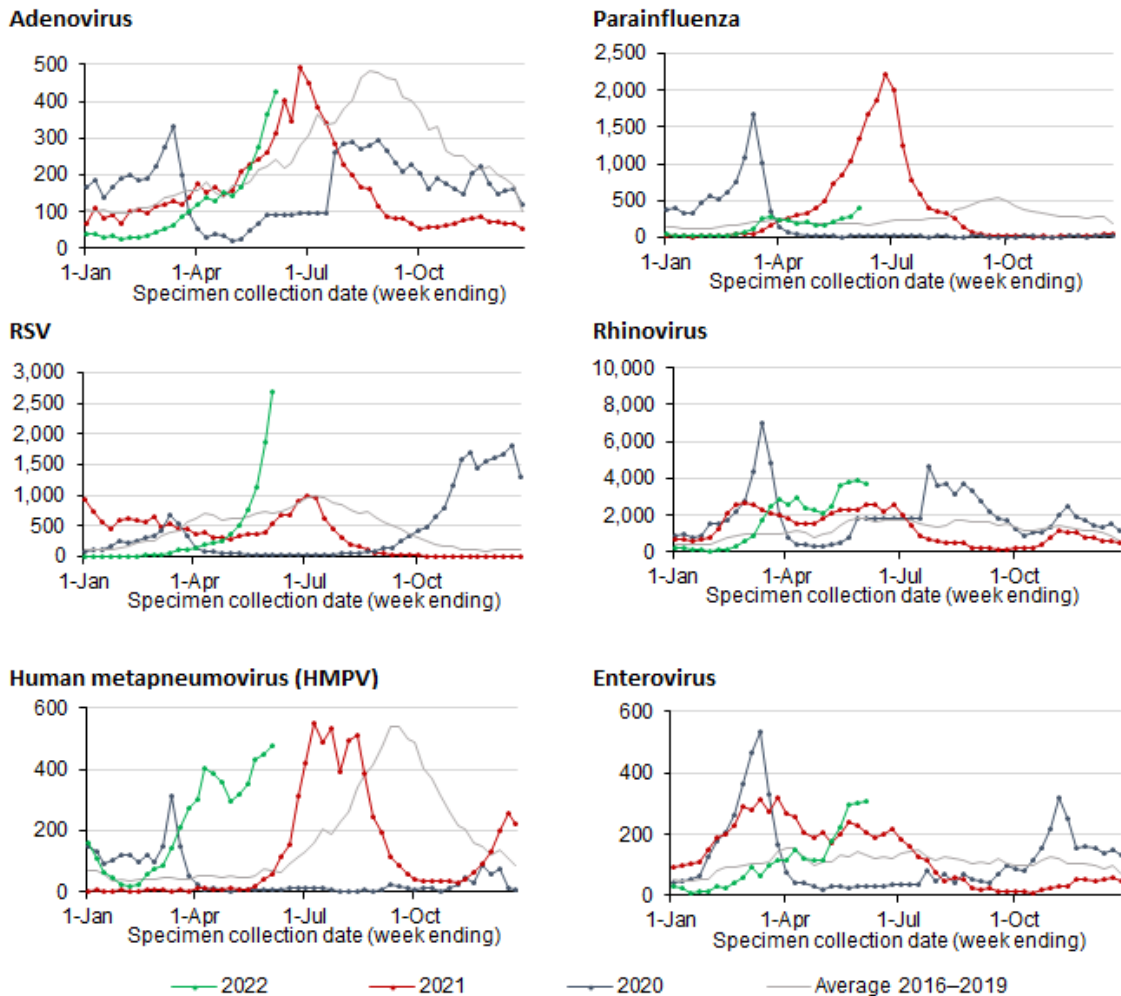 Adenovirus
500
400
300
200
100
0
1-Jan 1-Apr 1-Jul 1-Oct
Specimen collection date (week ending)
Parainfluenza
2,500
2,000
1,500
1,000
500
0
1-Jan 1-Apr 1-Jul 1-Oct
Specimen collection date (week ending)
RSV
3,000
2,500
2,000
1,500
1,000
500
0
1-Jan 1-Apr 1-Jul 1-Oct
Specimen collection date (week ending)
Rhinovirus
10,000
8,000
6,000
4,000
2,000
0
1-Jan 1-Apr 1-Jul 1-Oct
Specimen collection date (week ending)
Human metapneumovirus (HMPV)
600
400
200
0
1-Jan 1-Apr 1-Jul 1-Oct
Specimen collection date (week ending)
Enterovirus
600
400
200
0
1-Jan 1-Apr 1-Jul 1-Oct
Specimen collection date (week ending)
2022 2021 2020 Average 2016–2019